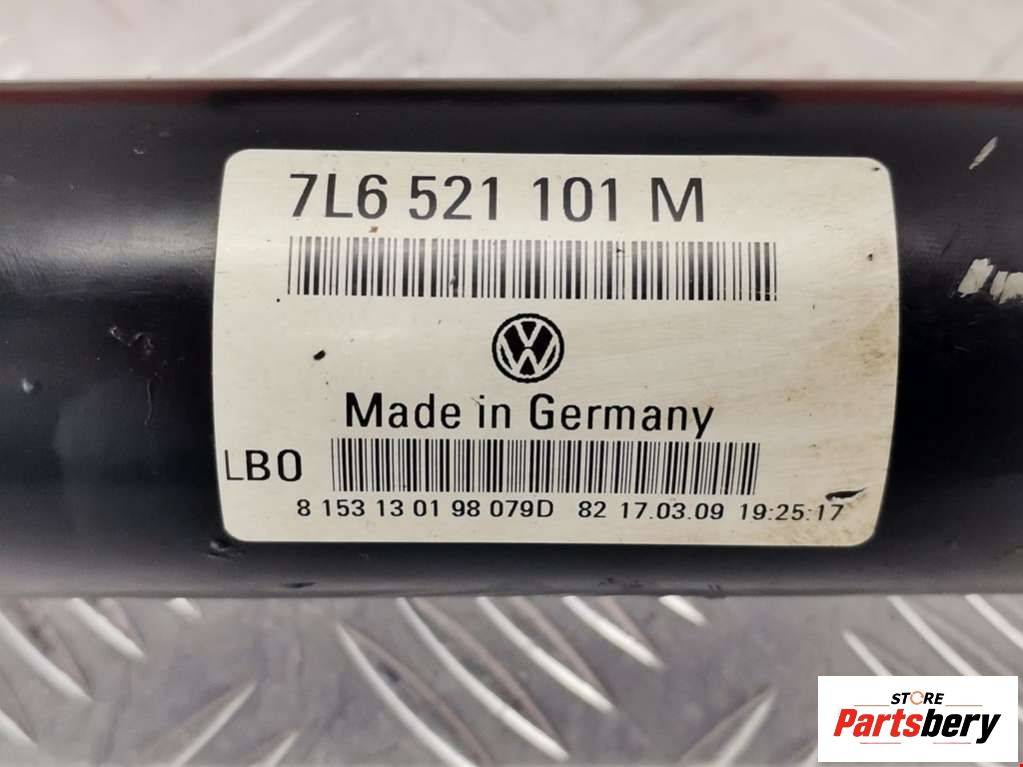 7L6 521 101 M
Made in Germany
LB0
8 153 13 01 98 079D 82 17.03.09 19:25:17
STORE
Partsbery